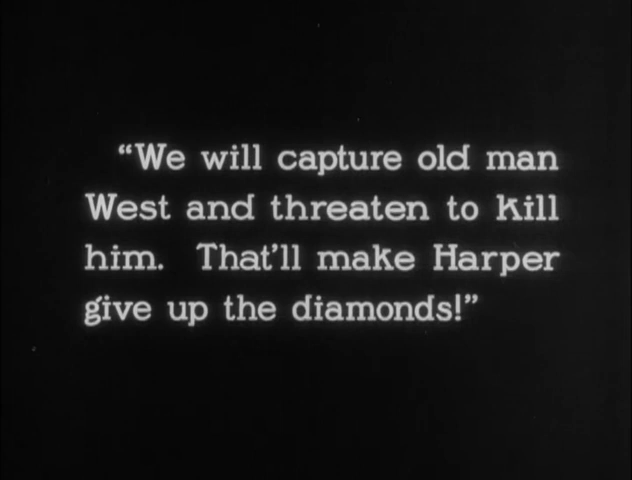 “We will capture old man
West and threaten to kill
him. That’ll make Harper
give up the diamonds!”